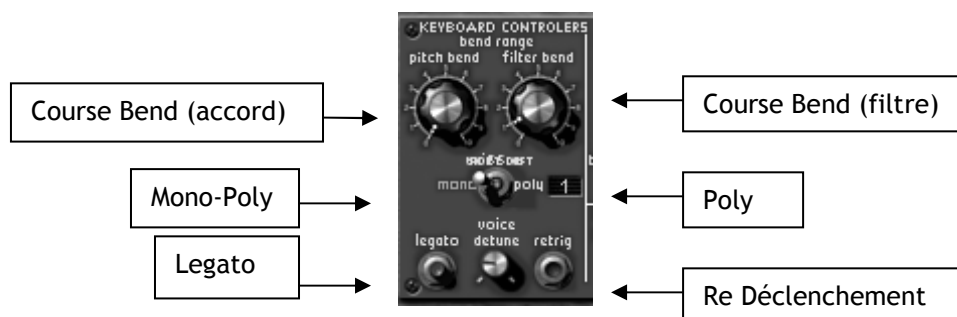 KEYBOARD CONTROLERS
bend range
pitch bend filter bend
Course Bend (accord)
Course Bend (filtre)
mono poly 1
Mono-Poly
Poly
voice
legato detune retrig
Legato
Re Déclenchement